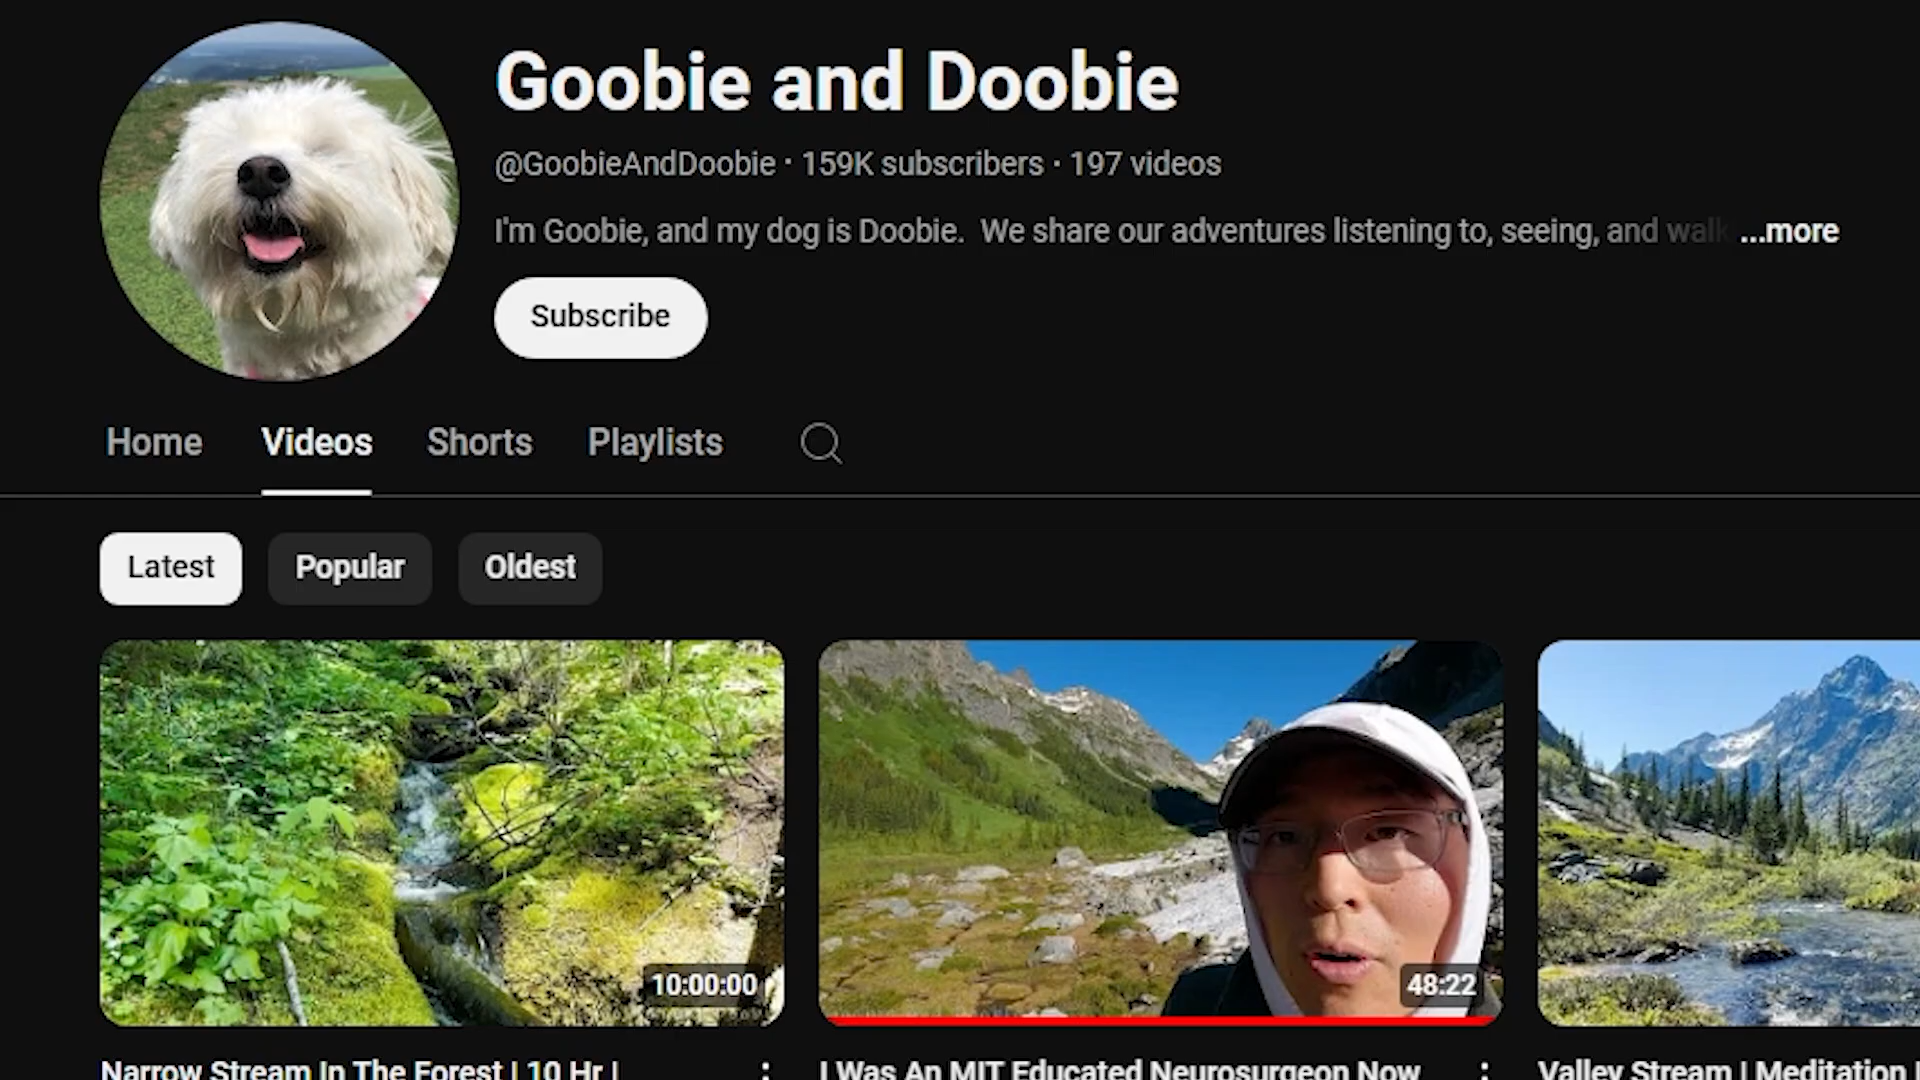 Goobie and Doobie
@GoobieAndDoobie · 159K subscribers · 197 videos
I'm Goobie, and my dog is Doobie. We share our adventures listening to, seeing, and walk ...more
Subscribe
Home Videos Shorts Playlists
Latest Popular Oldest
10:00:00
48:22
Narrow Stream In The Forest | 10 Hr |
I Was An MIT Educated Neurosurgeon Now
Valley Stream | Meditation